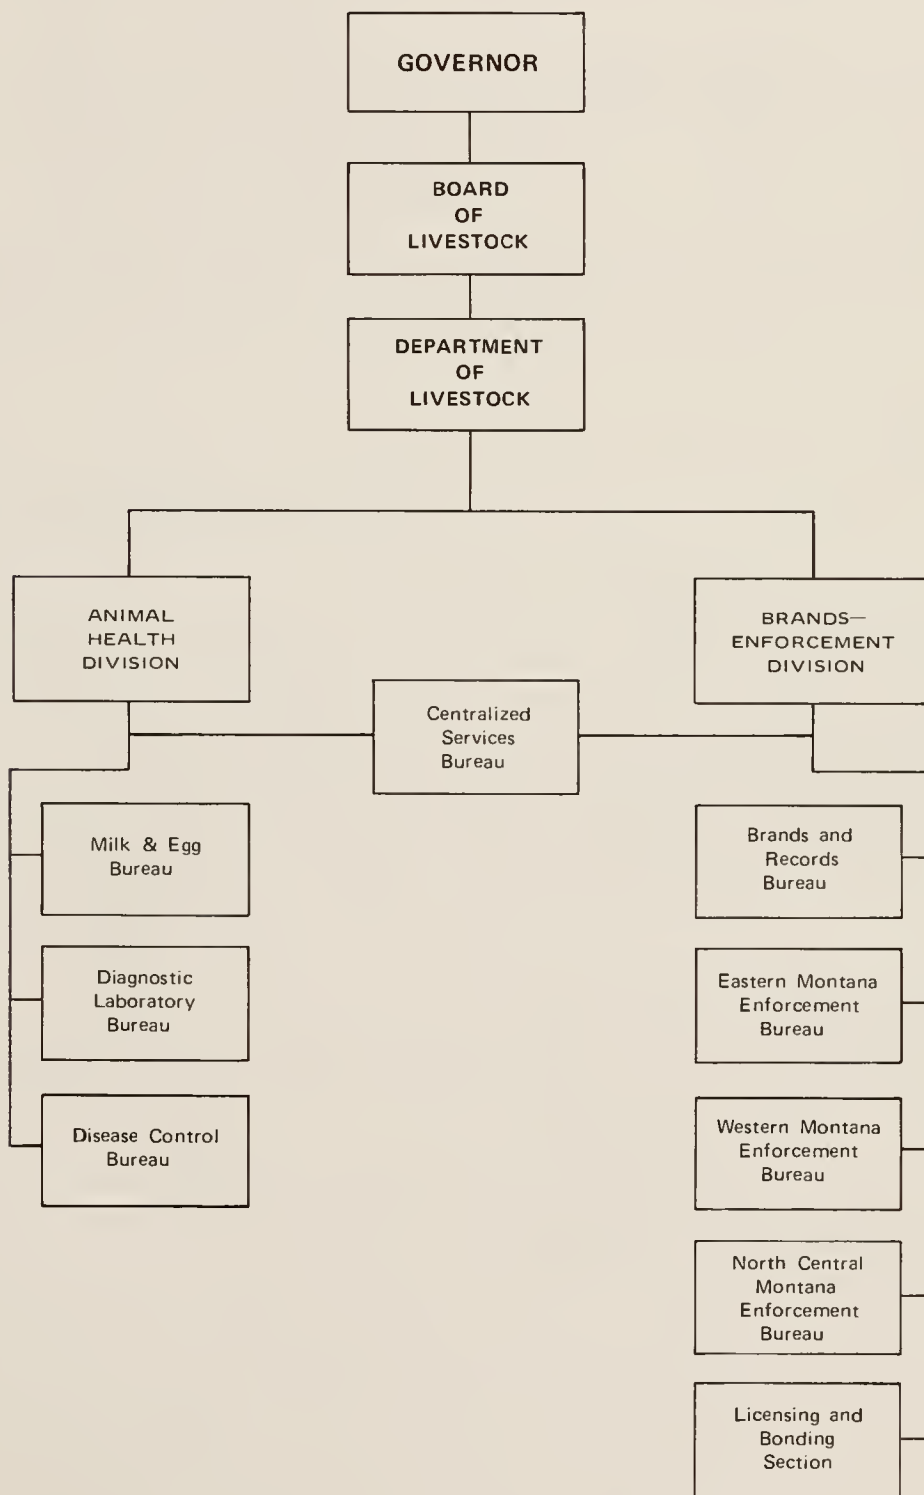 GOVERNOR
BOARD
OF
LIVESTOCK
DEPARTMENT
OF
LIVESTOCK
ANIMAL
HEALTH
DIVISION
BRANDS—
ENFORCEMENT
DIVISION
Centralized
Services
Bureau
Milk & Egg
Bureau
Diagnostic
Laboratory
Bureau
Disease Control
Bureau
Brands and
Records
Bureau
Eastern Montana
Enforcement
Bureau
Western Montana
Enforcement
Bureau
North Central
Montana
Enforcement
Bureau
Licensing and
Bonding
Section